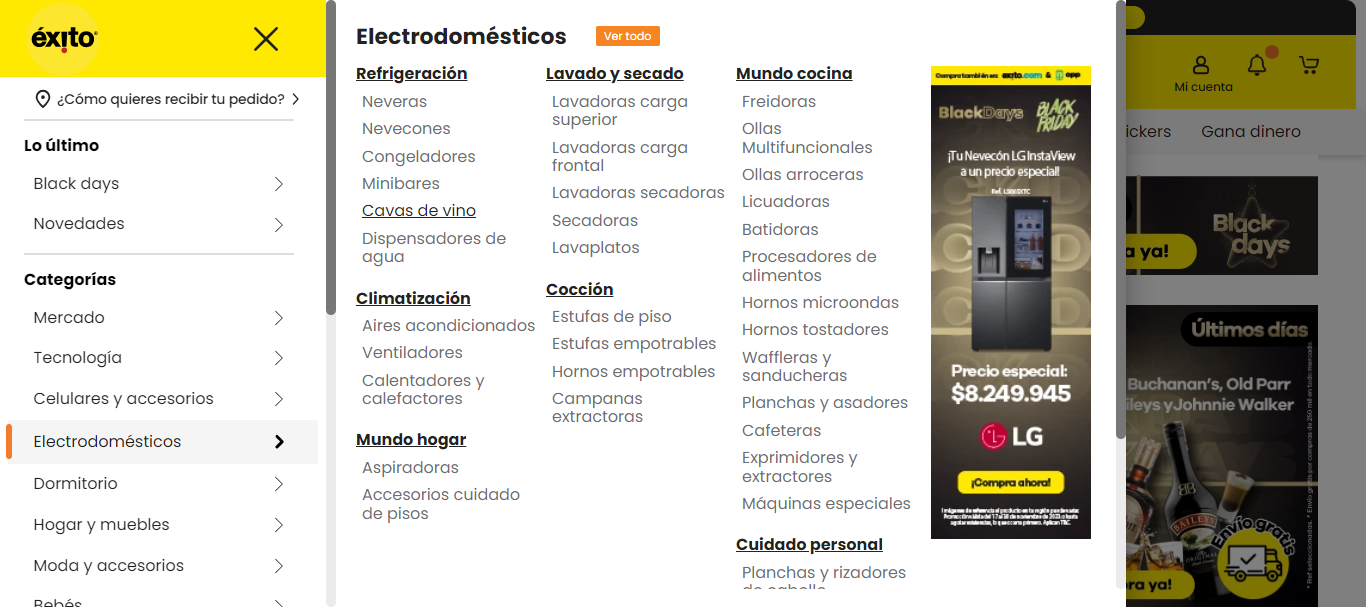 éxito
¿Cómo quieres recibir tu pedido?
Lo último
Black days
Novedades
Categorías
Mercado
Tecnología
Celulares y accesorios
Electrodomésticos
Dormitorio
Hogar y muebles
Moda y accesorios
Bebés
Electrodomésticos
Ver todo
Refrigeración
Neveras
Nevecones
Congeladores
Minibares
Cavas de vino
Dispensadores de
agua
Climatización
Aires acondicionados
Ventiladores
Calentadores y
calefactores
Mundo hogar
Aspiradoras
Accesorios cuidado
de pisos
Lavado y secado
Lavadoras carga
superior
Lavadoras carga
frontal
Lavadoras secadoras
Secadoras
Lavaplatos
Cocción
Estufas de piso
Estufas empotrables
Hornos empotrables
Campanas
extractoras
Mundo cocina
Freidoras
Ollas
Multifuncionales
Ollas arroceras
Licuadoras
Batidoras
Procesadores de
alimentos
Hornos microondas
Hornos tostadores
Waffleras y
sanducheras
Planchas y asadores
Cafeteras
Exprimidores y
extractores
Máquinas especiales
Cuidado personal
Planchas y rizadores
de cabello
Compra también en: exito.com & app
BlackDays
BLACK
FRIDAY
¡Tu Nevecón LG InstaView
a un precio especial!
Precio especial:
$8.249.945
LG
¡Compra ahora!
Mi cuenta
ickers
Gana dinero
a ya!
Black
days
Últimos días
Buchanan's, Old Parr
ileys y Johnnie Walker
BAILEYS
Envío gratis
ra ya!